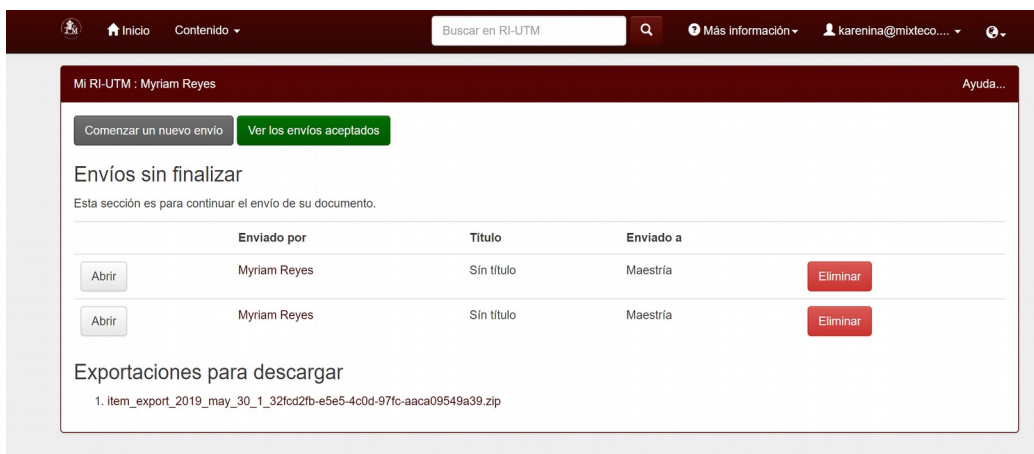 Inicio Contenido Buscar en RI-UTM Más información karenina@mixteco....
Mi RI-UTM : Myriam Reyes Ayuda...
Comenzar un nuevo envío Ver los envíos aceptados
Envíos sin finalizar
Esta sección es para continuar el envío de su documento.
Enviado por Título Enviado a
Abrir Myriam Reyes Sín título Maestría Eliminar
Abrir Myriam Reyes Sín título Maestría Eliminar
Exportaciones para descargar
1. item_export_2019_may_30_1_32fcd2fb-e5e5-4c0d-97fc-aaca09549a39.zip